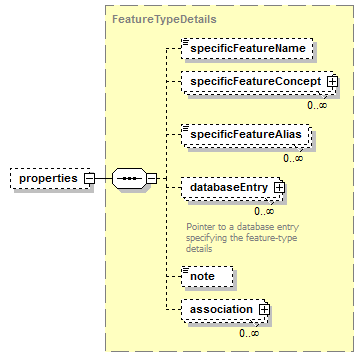 FeatureTypeDetails
specificFeatureName
specificFeatureConcept
0..∞
specificFeatureAlias
0..∞
properties
databaseEntry
0..∞
Pointer to a database entry
specifying the feature-type
details
note
association
0..∞